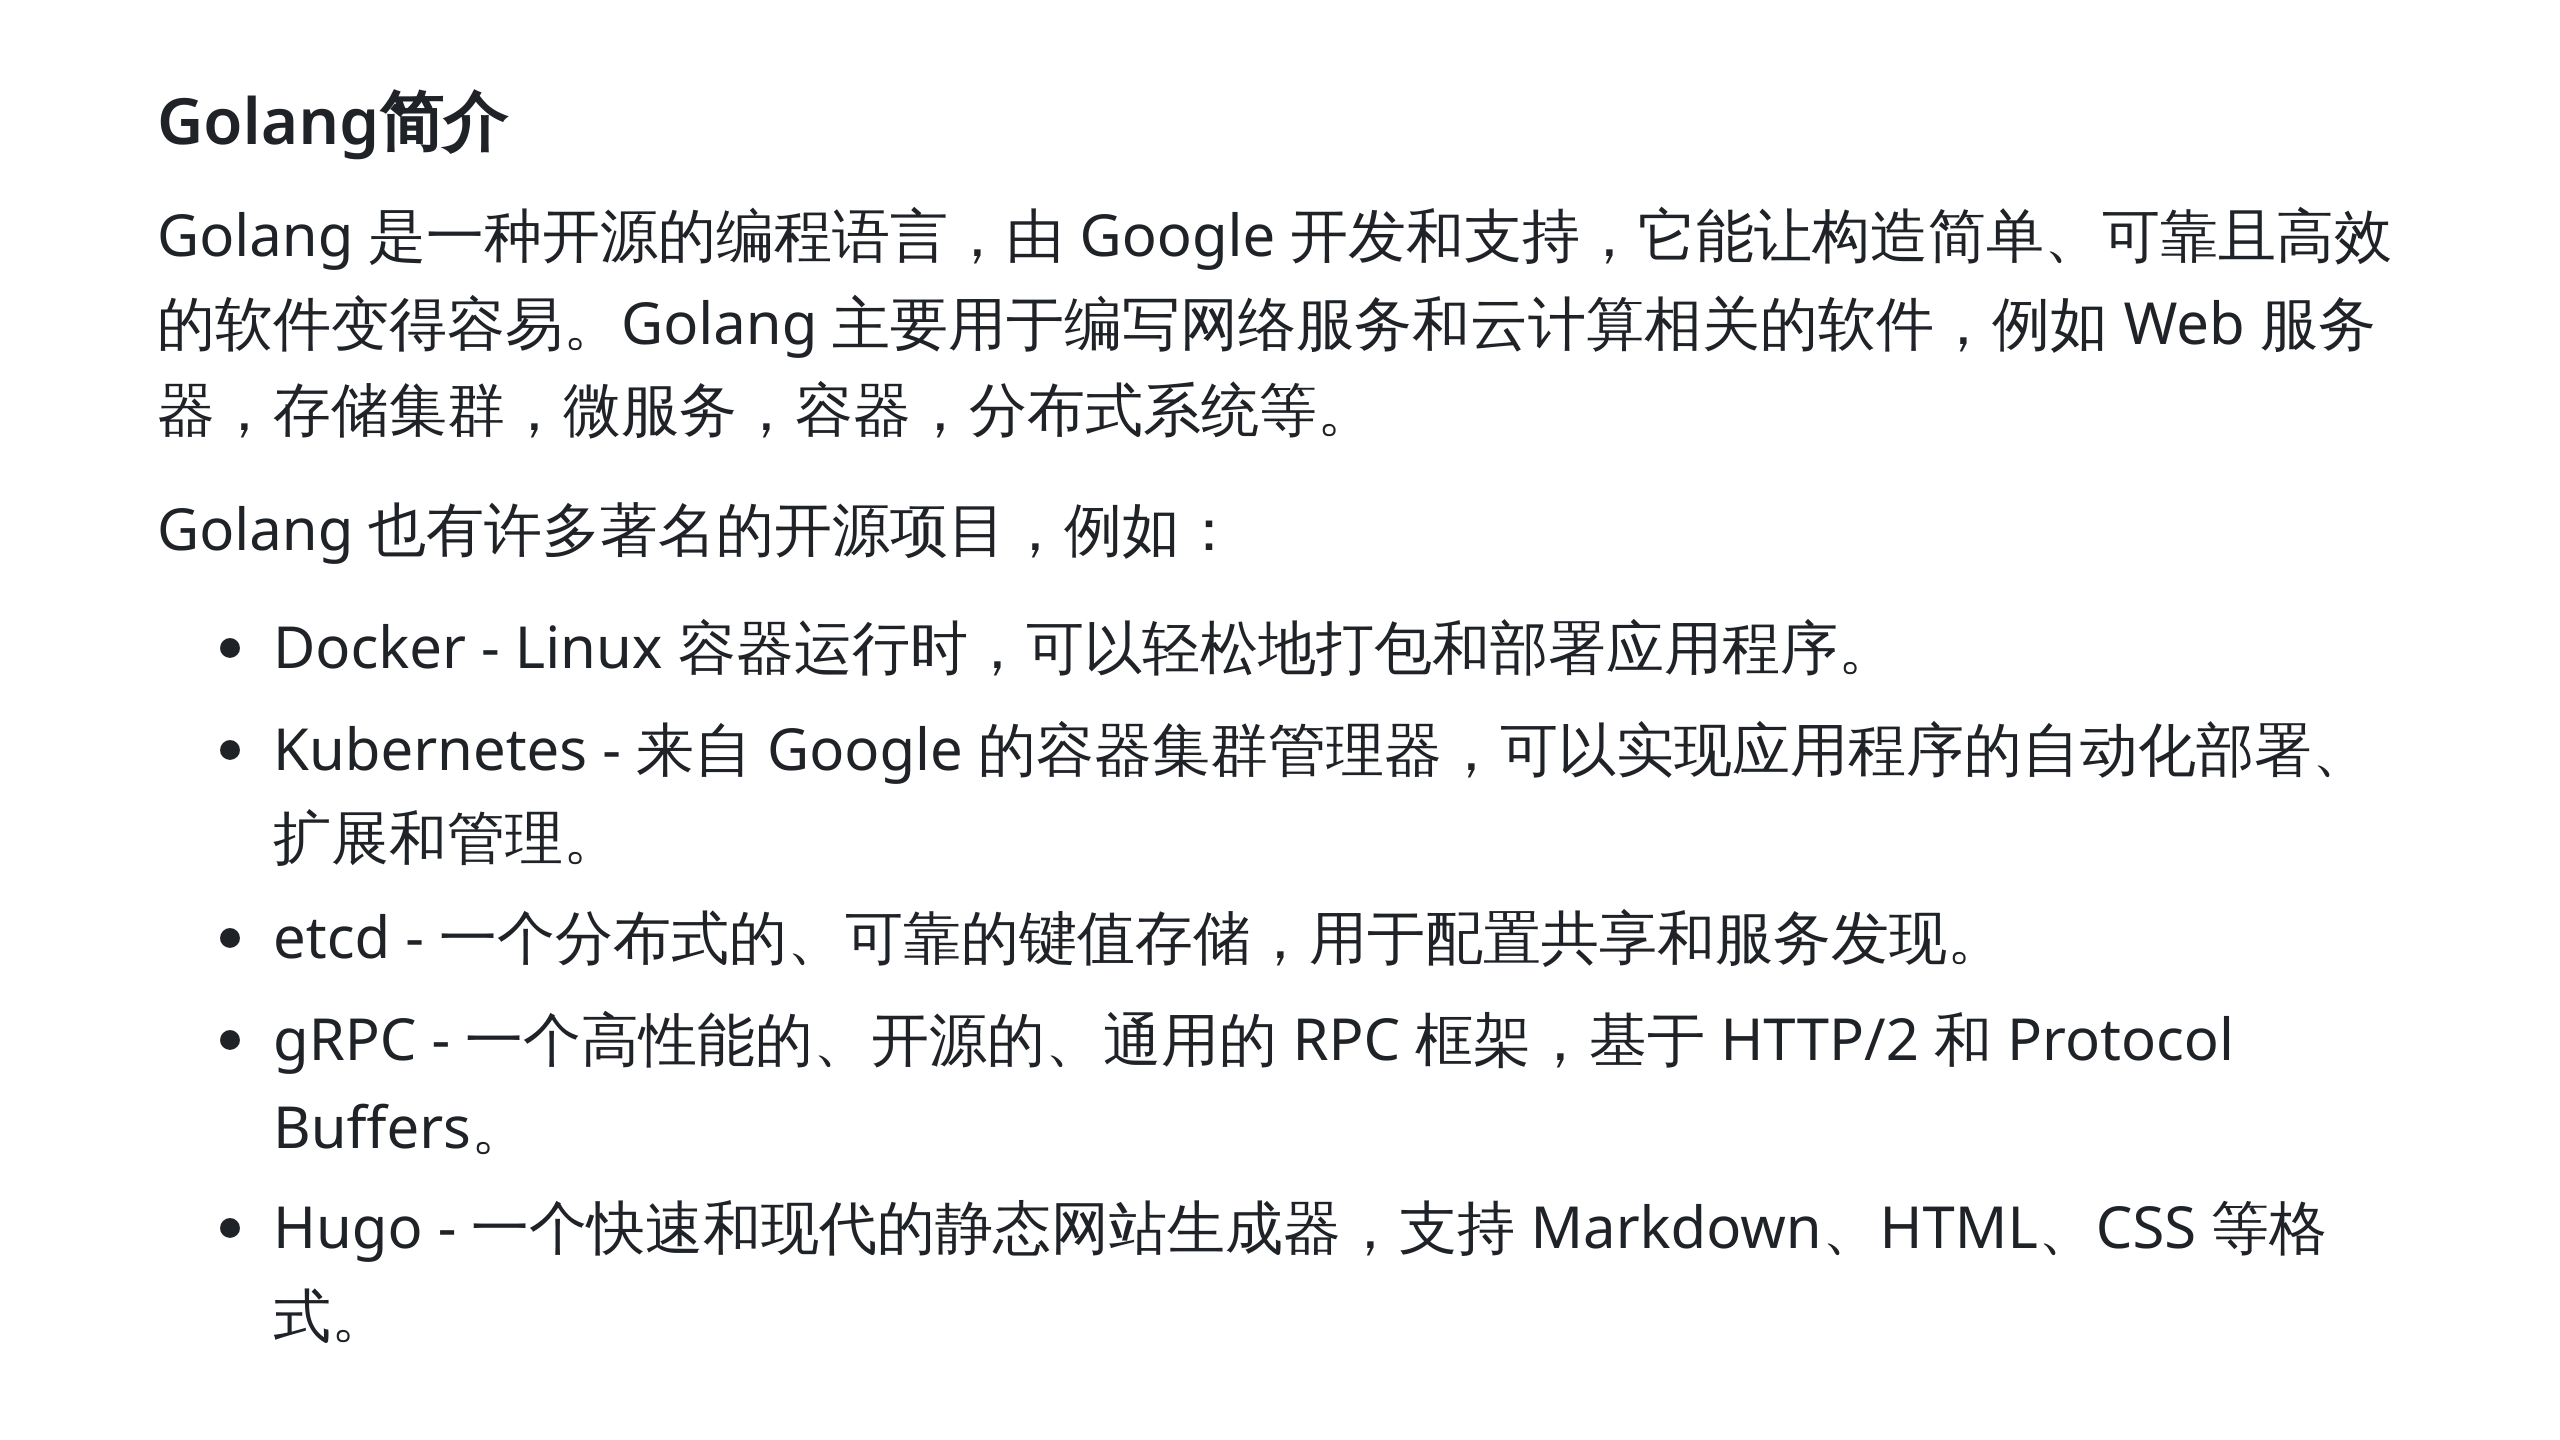 Golang简介
Golang 是一种开源的编程语言，由 Google 开发和支持，它能让构造简单、可靠且高效
的软件变得容易。Golang 主要用于编写网络服务和云计算相关的软件，例如 Web 服务
器，存储集群，微服务，容器，分布式系统等。
Golang 也有许多著名的开源项目，例如：
• Docker - Linux 容器运行时，可以轻松地打包和部署应用程序。
• Kubernetes - 来自 Google 的容器集群管理器，可以实现应用程序的自动化部署、
扩展和管理。
• etcd - 一个分布式的、可靠的键值存储，用于配置共享和服务发现。
• gRPC - 一个高性能的、开源的、通用的 RPC 框架，基于 HTTP/2 和 Protocol
Buffers。
• Hugo - 一个快速和现代的静态网站生成器，支持 Markdown、HTML、CSS 等格
式。